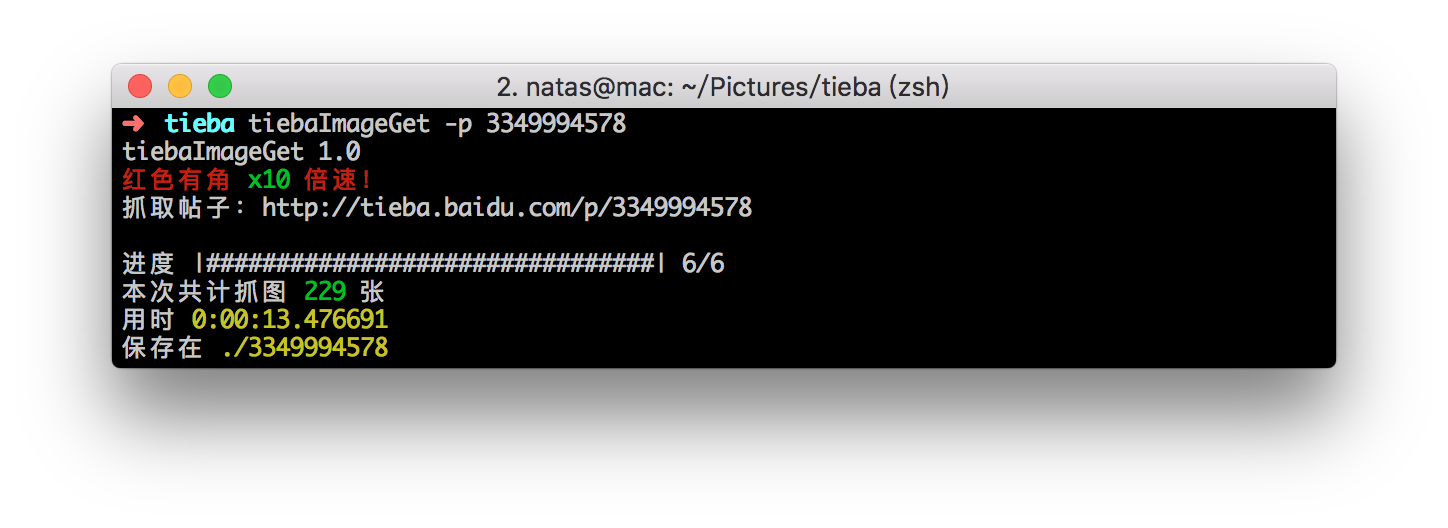 2. natas@mac: ~/Pictures/tieba (zsh)
➜ tieba tiebaImageGet -p 3349994578
tiebaImageGet 1.0
红色有角 x10 倍速!
抓取帖子: http://tieba.baidu.com/p/3349994578
进度 |################################| 6/6
本次共计抓图 229 张
用时 0:00:13.476691
保存在 ./3349994578